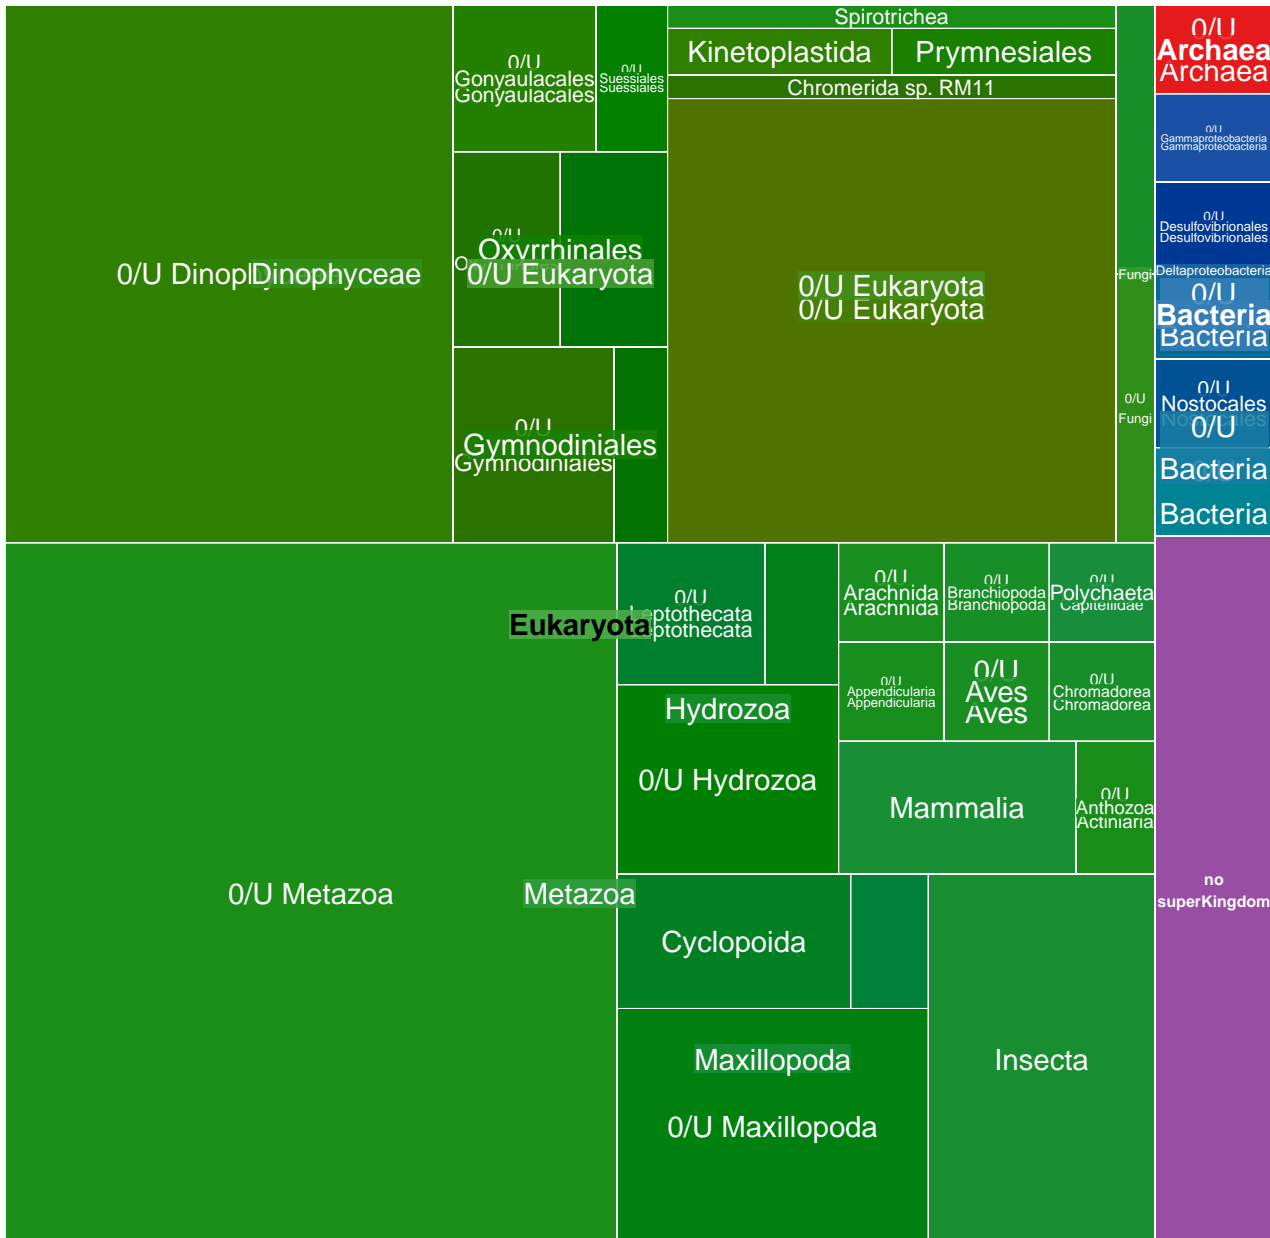 0/U Dinop
Dinophyceae
0/U
Gonyaulacales
Gonyaulacales
0/U
Suessiales
Suessiales
0/U
Oxyrrhinales
0/U Eukaryota
0/U
Gymnodiniales
Gymnodiniales
Spirotrichea
Kinetoplastida
Prymnesiales
Chromerida sp. RM11
0/U Eukaryota
0/U Eukaryota
Fungi
0/U
Fungi
0/U
Archaea
Archaea
0/U
Gammaproteobacteria
Gammaproteobacteria
0/U
Desulfovibrionales
Desulfovibrionales
Deltaproteobacteria
0/U
Bacteria
Bacteria
0/U
Nostocales
Nostocales
0/U
Bacteria
Bacteria
0/U Metazoa
Metazoa
Eukaryota
0/U
Leptothecata
Leptothecata
Hydrozoa
0/U Hydrozoa
0/U
Arachnida
Arachnida
0/U
Branchiopoda
Branchiopoda
0/U
Polychaeta
Capitellidae
0/U
Appendicularia
Appendicularia
0/U
Aves
Aves
0/U
Chromadorea
Chromadorea
Mammalia
0/U
Anthozoa
Actiniaria
Cyclopoida
Maxillopoda
0/U Maxillopoda
Insecta
no
superKingdom